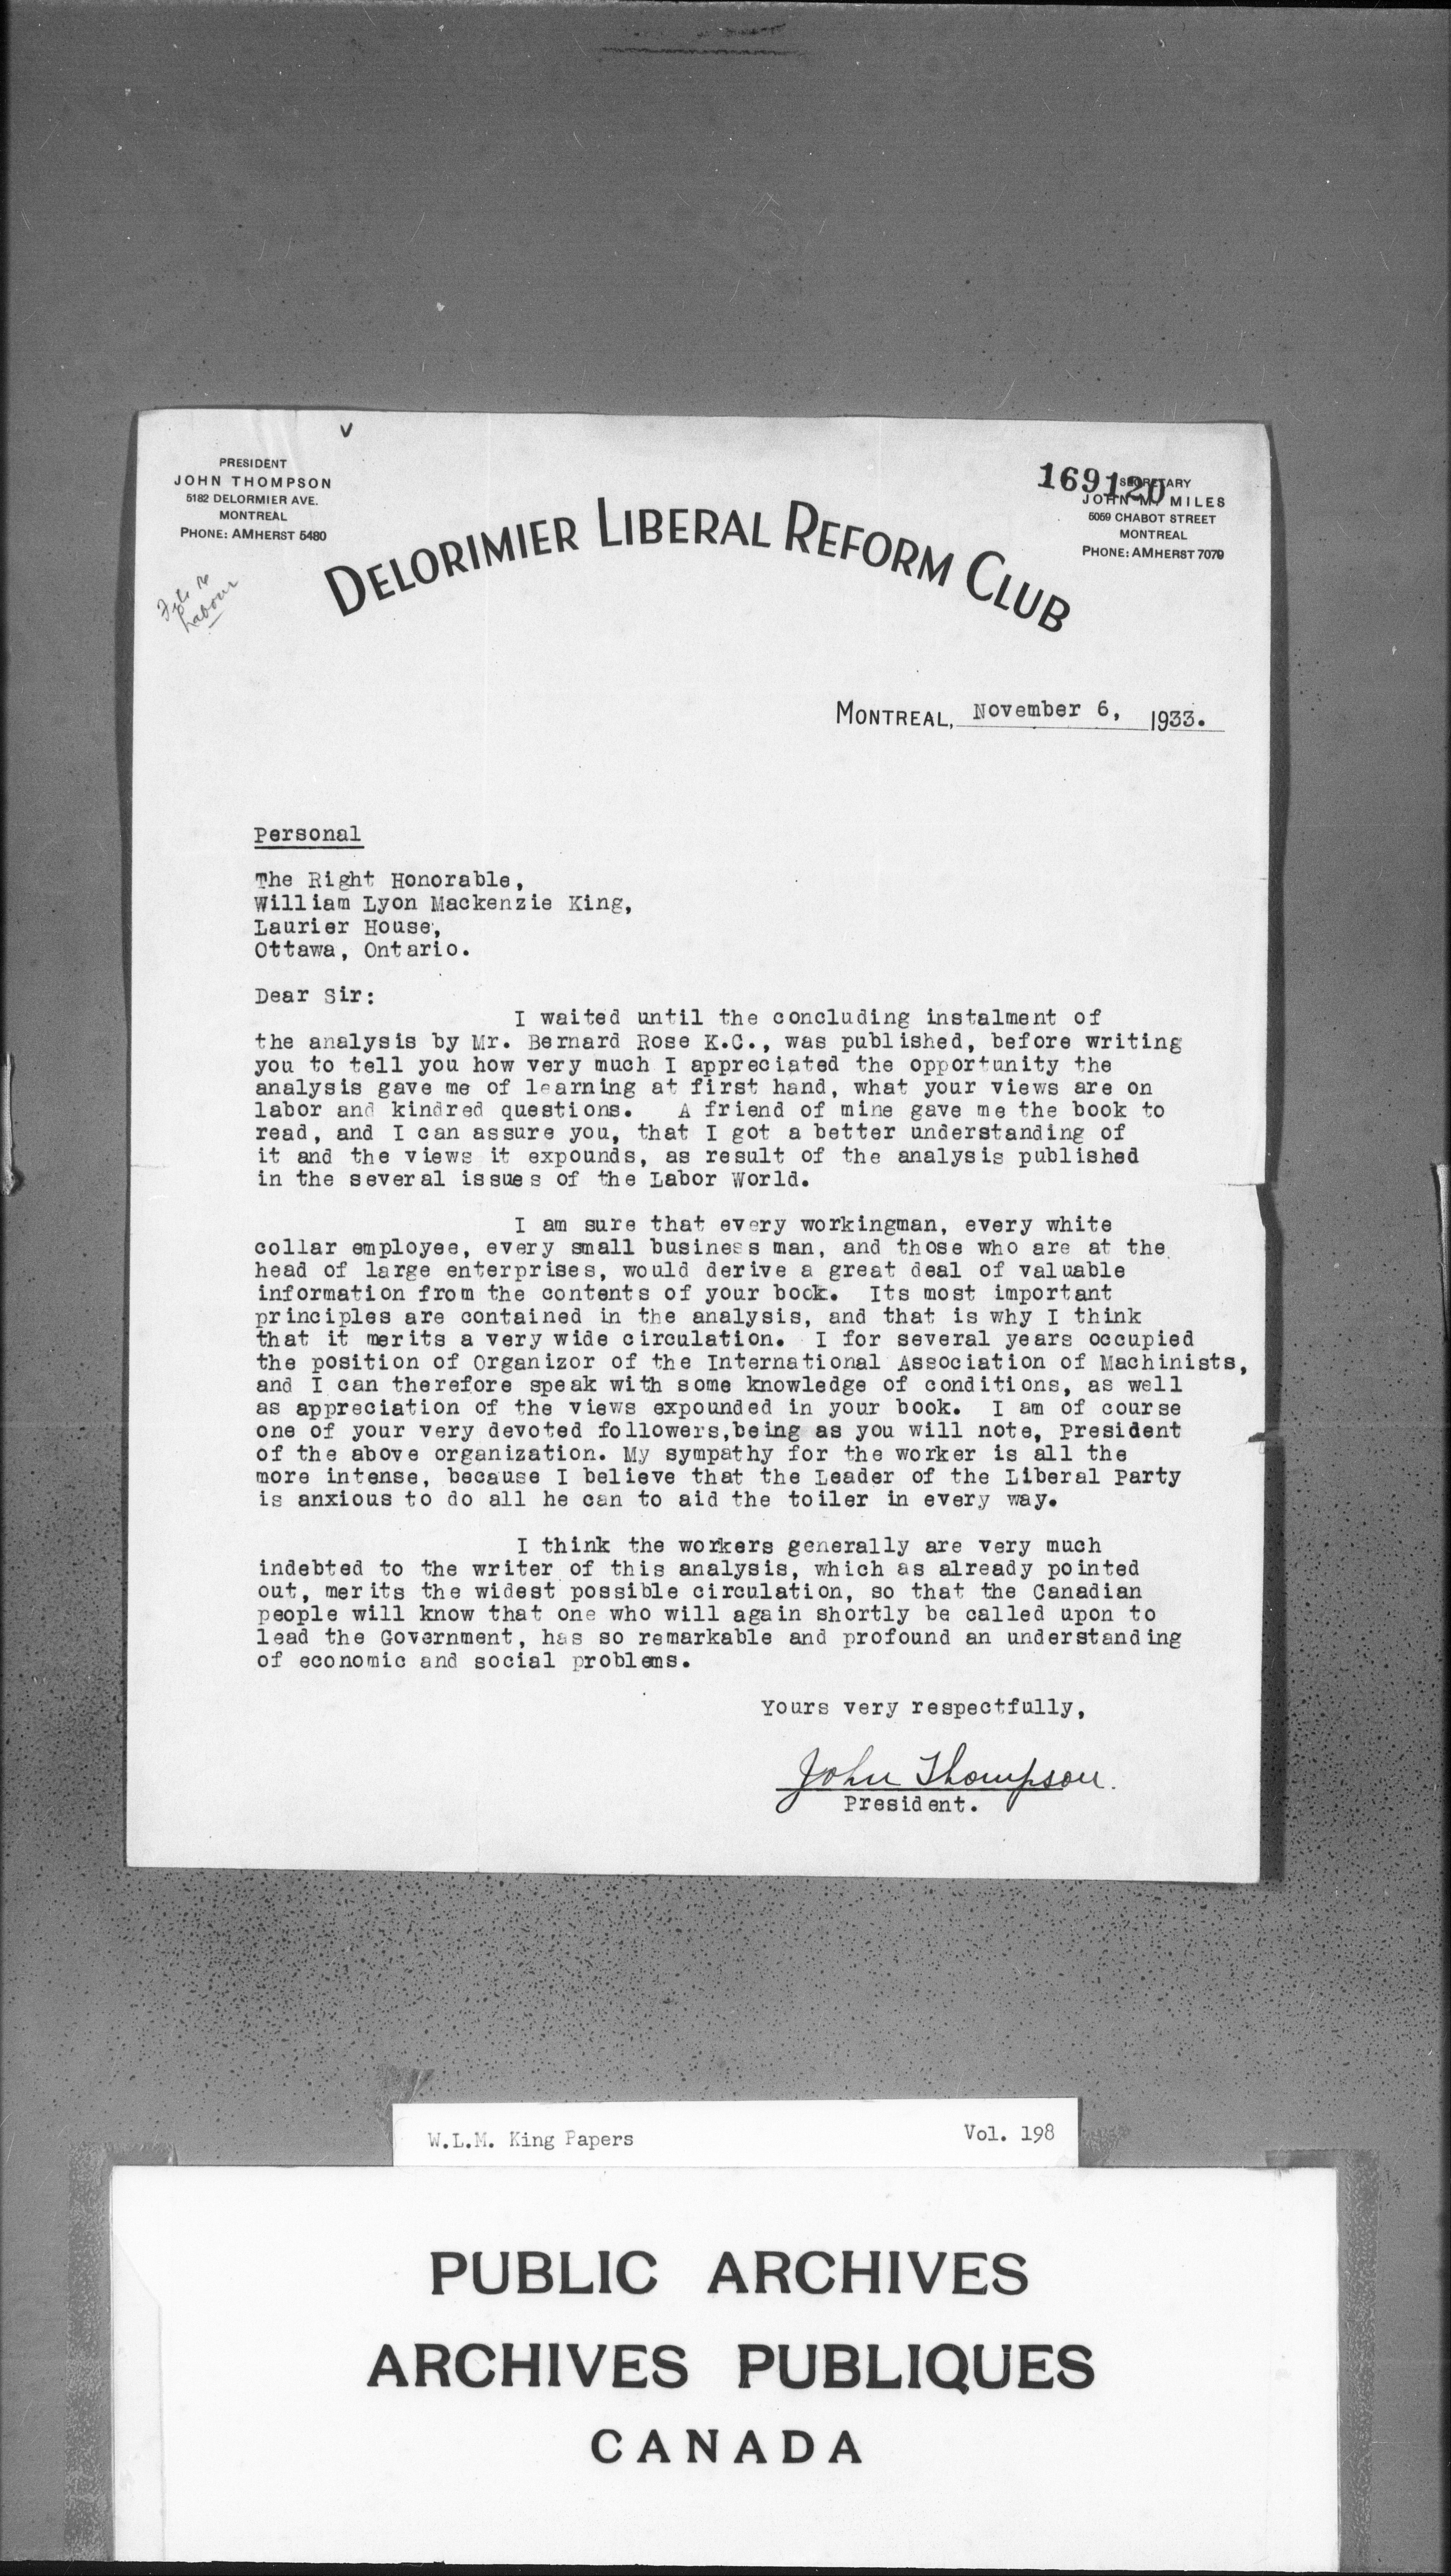 v
PRESIDENT
JOHN THOMPSON
5182 DELORMIER AVE.
MONTREAL
PHONE: AMHERST 5480
169120
SECRETARY
JOHN M. MILES
5069 CHABOT STREET
MONTREAL
PHONE: AMHERST 7079
DELORIMIER LIBERAL REFORM CLUB
Labour
MONTREAL, November 6, 1933.
Personal
The Right Honorable,
William Lyon Mackenzie King,
Laurier House,
Ottawa, Ontario.
Dear Sir:
I waited until the concluding instalment of
the analysis by Mr. Bernard Rose K.C., was published, before writing
you to tell you how very much I appreciated the opportunity the
analysis gave me of learning at first hand, what your views are on
labor and kindred questions. A friend of mine gave me the book to
read, and I can assure you, that I got a better understanding of
it and the views it expounds, as result of the analysis published
in the several issues of the Labor World.
I am sure that every workingman, every white
collar employee, every small business man, and those who are at the
head of large enterprises, would derive a great deal of valuable
information from the contents of your book. Its most important
principles are contained in the analysis, and that is why I think
that it merits a very wide circulation. I for several years occupied
the position of Organizor of the International Association of Machinists,
and I can therefore speak with some knowledge of conditions, as well
as appreciation of the views expounded in your book. I am of course
one of your very devoted followers,being as you will note, President
of the above organization. My sympathy for the worker is all the
more intense, because I believe that the Leader of the Liberal Party
is anxious to do all he can to aid the toiler in every way.
I think the workers generally are very much
indebted to the writer of this analysis, which as already pointed
out, merits the widest possible circulation, so that the Canadian
people will know that one who will again shortly be called upon to
lead the Government, has so remarkable and profound an understanding
of economic and social problems.
Yours very respectfully,
John Thompson.
President.
W.L.M. King Papers Vol. 198
PUBLIC ARCHIVES
ARCHIVES PUBLIQUES
CANADA